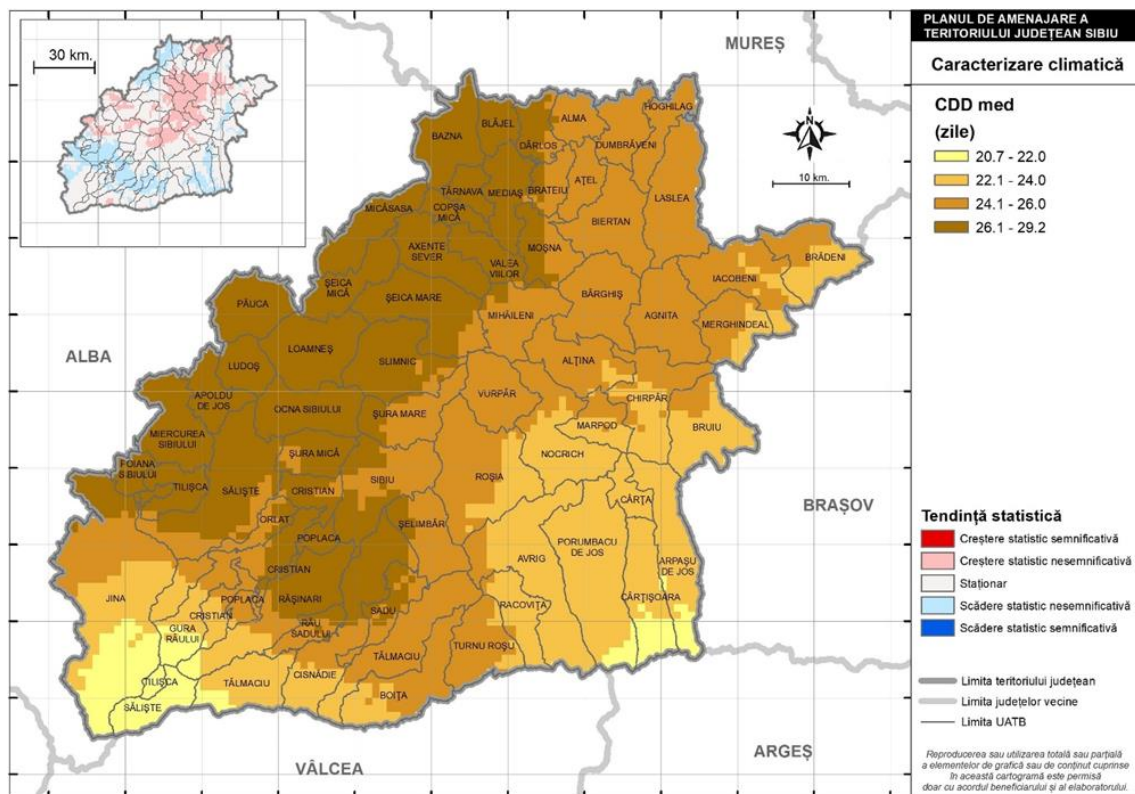 30 km.
MUREȘ
ALBA
BRAȘOV
ARGEȘ
VÂLCEA
N
10 km.
HOGHILAG
ALMA
BLĂJEL
BAZNA
DÂRLOS
DUMBRĂVENI
AȚEL
BRATEIU
MEDIAȘ
TÂRNAVA
LASLEA
MICĂSASA
COPȘA
MICĂ
BIERTAN
AXENTE
SEVER
MOȘNA
VALEA
VIILOR
BRĂDENI
IACOBENI
ȘEICA
MICĂ
ȘEICA MARE
BÂRGHIȘ
PĂUCA
MIHĂILENI
AGNITA
MERGHINDEAL
LOAMNEȘ
SLIMNIC
ALȚINA
LUDOȘ
VURPĂR
CHIRPĂR
APOLDU
DE JOS
OCNA SIBIULUI
ȘURA MARE
MARPOD
BRUIU
MIERCUREA
SIBIULUI
ȘURA MICĂ
NOCRICH
POIANA
SIBIULUI
TILIȘCA
SĂLIȘTE
CRISTIAN
SIBIU
ROȘIA
CÂRȚA
ORLAT
ȘELIMBĂR
POPLACA
PORUMBACU
DE JOS
AVRIG
ARPAȘU
DE JOS
CRISTIAN
JINA
POPLACA
RĂȘINARI
CÂRȚIȘOARA
CRISTIAN
SADU
RACOVIȚA
GURA
RÂULUI
RÂU
SADULUI
TURNU ROȘU
TĂLMACIU
CISNĂDIE
TILIȘCA
TĂLMACIU
BOIȚA
SĂLIȘTE
PLANUL DE AMENAJARE A
TERITORIULUI JUDEȚEAN SIBIU
Caracterizare climatică
CDD med
(zile)
20.7 - 22.0
22.1 - 24.0
24.1 - 26.0
26.1 - 29.2
Tendință statistică
Creștere statistic semnificativă
Creștere statistic nesemnificativă
Staționar
Scădere statistic nesemnificativă
Scădere statistic semnificativă
Limita teritoriului județean
Limita județelor vecine
Limita UATB
Reproducerea sau utilizarea totală sau parțială
a elementelor de grafică sau de conținut cuprinse
în această cartogramă este permisă
doar cu acordul beneficiarului și al elaboratorului.